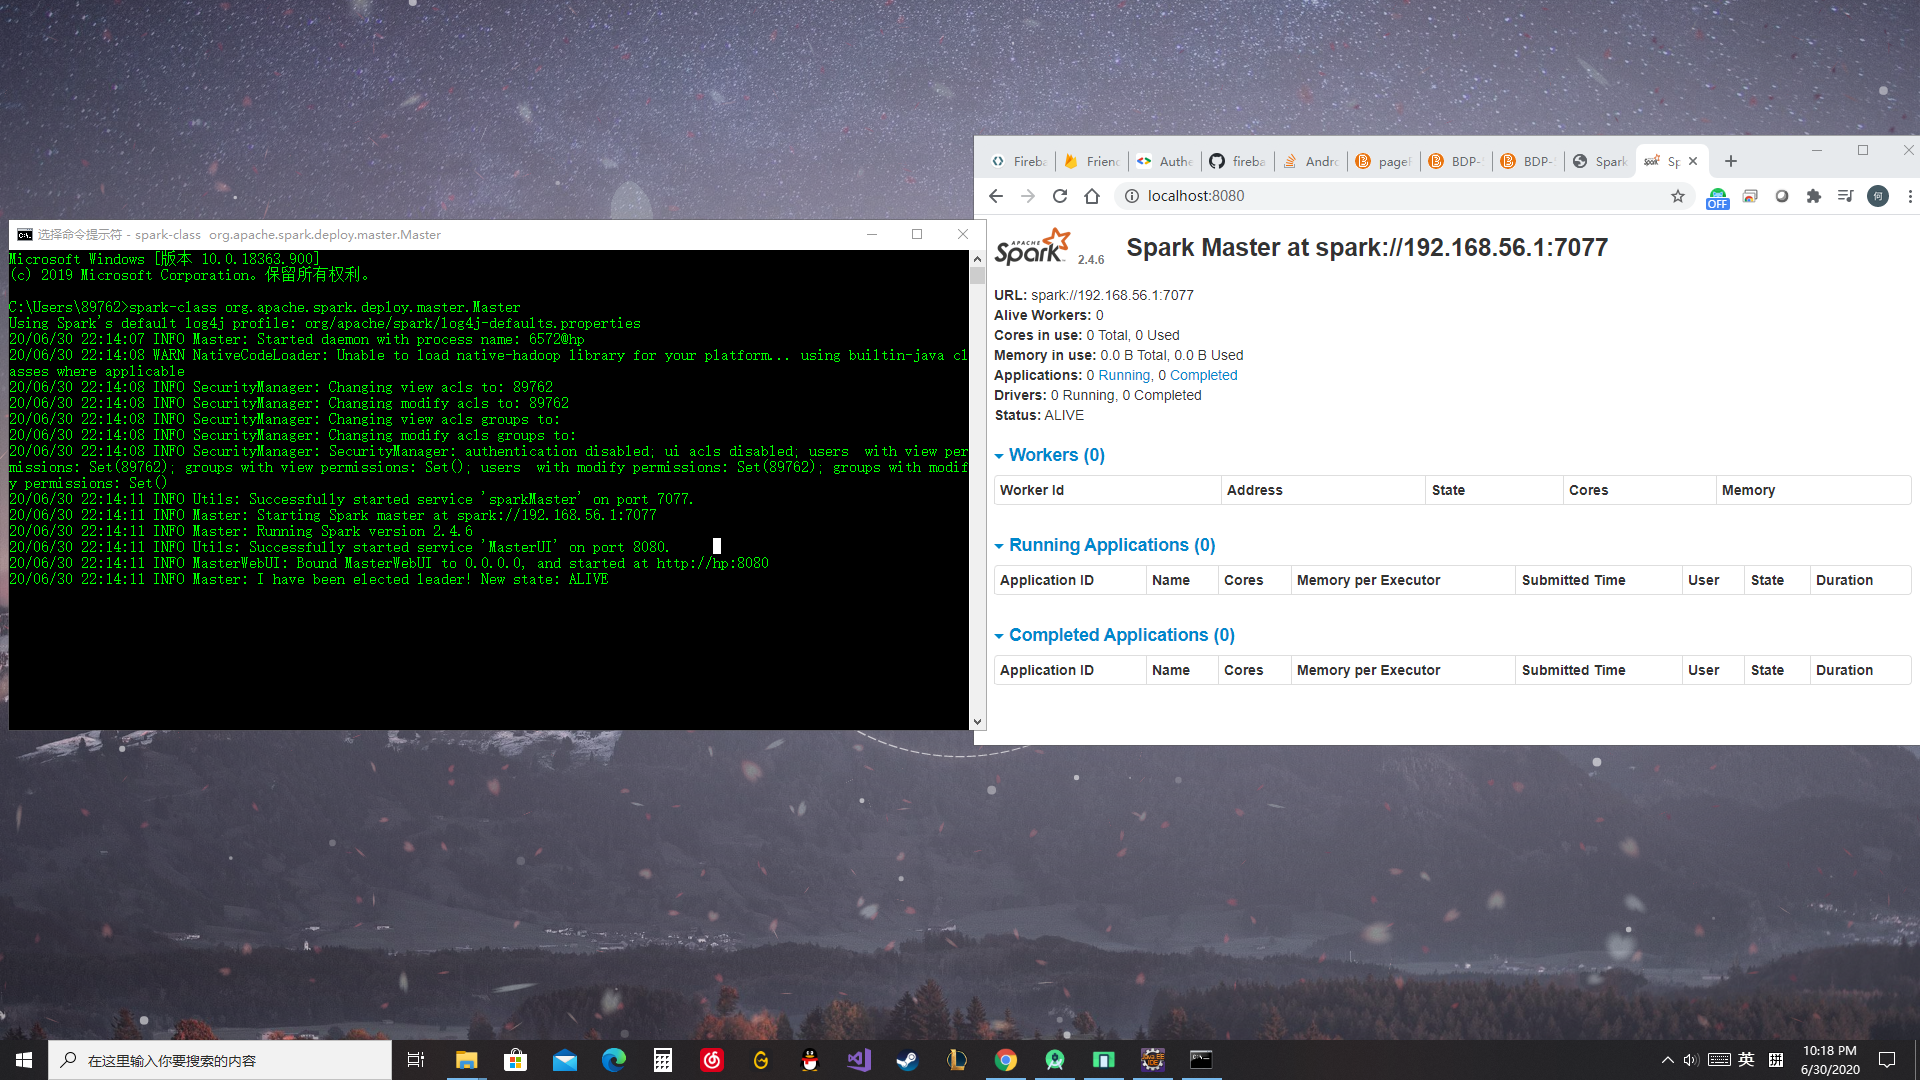 Fireba
Frienc
Authe
fireba
Andro
pagef
BDP-
BDP-
Spark
Sp
localhost:8080
OFF
何
选择命令提示符 - spark-class org.apache.spark.deploy.master.Master
Microsoft Windows [版本 10.0.18363.900]
(c) 2019 Microsoft Corporation。保留所有权利。
C:\Users\89762>spark-class org.apache.spark.deploy.master.Master
Using Spark's default log4j profile: org/apache/spark/log4j-defaults.properties
20/06/30 22:14:07 INFO Master: Started daemon with process name: 6572@hp
20/06/30 22:14:08 WARN NativeCodeLoader: Unable to load native-hadoop library for your platform... using builtin-java cl
asses where applicable
20/06/30 22:14:08 INFO SecurityManager: Changing view acls to: 89762
20/06/30 22:14:08 INFO SecurityManager: Changing modify acls to: 89762
20/06/30 22:14:08 INFO SecurityManager: Changing view acls groups to:
20/06/30 22:14:08 INFO SecurityManager: Changing modify acls groups to:
20/06/30 22:14:08 INFO SecurityManager: SecurityManager: authentication disabled; ui acls disabled; users  with view per
missions: Set(89762); groups with view permissions: Set(); users  with modify permissions: Set(89762); groups with modif
y permissions: Set()
20/06/30 22:14:11 INFO Utils: Successfully started service 'sparkMaster' on port 7077.
20/06/30 22:14:11 INFO Master: Starting Spark master at spark://192.168.56.1:7077
20/06/30 22:14:11 INFO Master: Running Spark version 2.4.6
20/06/30 22:14:11 INFO Utils: Successfully started service 'MasterUI' on port 8080.
20/06/30 22:14:11 INFO MasterWebUI: Bound MasterWebUI to 0.0.0.0, and started at http://hp:8080
20/06/30 22:14:11 INFO Master: I have been elected leader! New state: ALIVE
APACHE Spark 2.4.6 Spark Master at spark://192.168.56.1:7077
URL: spark://192.168.56.1:7077
Alive Workers: 0
Cores in use: 0 Total, 0 Used
Memory in use: 0.0 B Total, 0.0 B Used
Applications: 0 Running, 0 Completed
Drivers: 0 Running, 0 Completed
Status: ALIVE
Workers (0)
Worker Id Address State Cores Memory
Running Applications (0)
Application ID Name Cores Memory per Executor Submitted Time User State Duration
Completed Applications (0)
Application ID Name Cores Memory per Executor Submitted Time User State Duration
在这里输入你要搜索的内容
英
10:18 PM
6/30/2020